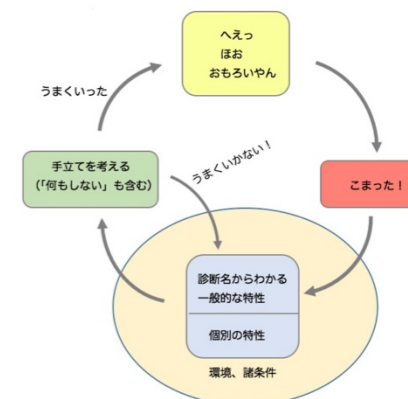 へえっ
ほお
おもろいやん
うまくいった
手立てを考える
(「何もしない」も含む)
うまくいかない！
こまった！
診断名からわかる
一般的な特性
個別の特性
環境、諸条件